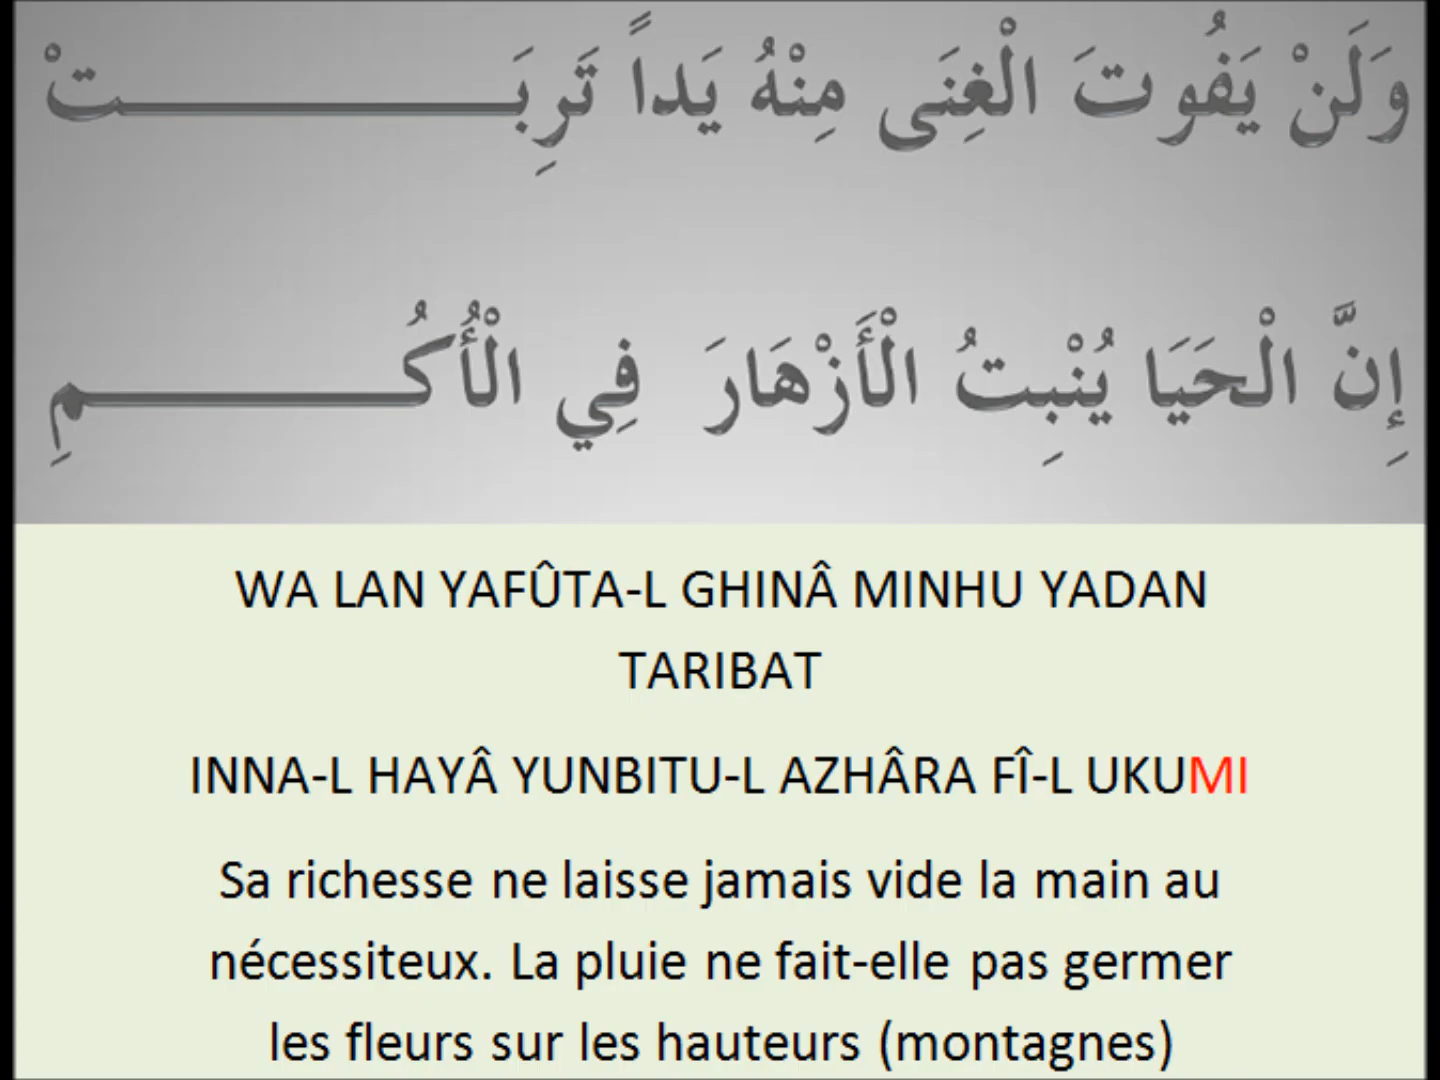 وَلَنْ يَفُوتَ الْغِنَى مِنْهُ يَداً تَرِبَـــــــــتْ
إِنَّ الْحَيَا يُنْبِتُ الْأَزْهَارَ فِي الْأُكُـــــــــمِ
WA LAN YAFÛTA-L GHINÂ MINHU YADAN
TARIBAT
INNA-L HAYÂ YUNBITU-L AZHÂRA FÎ-L UKUMI
Sa richesse ne laisse jamais vide la main au
nécessiteux. La pluie ne fait-elle pas germer
les fleurs sur les hauteurs (montagnes)